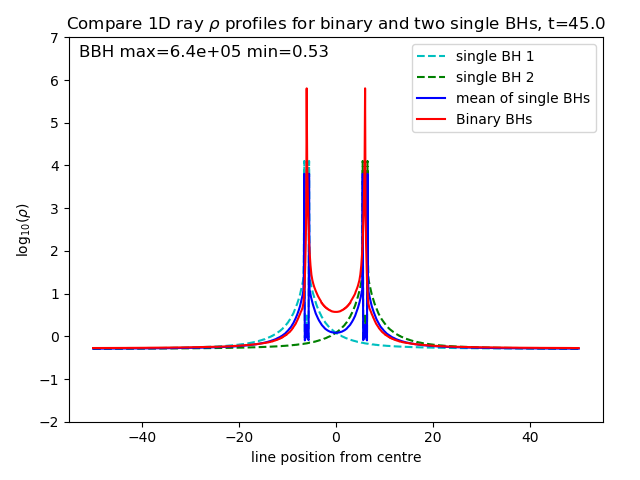 Compare 1D ray ρ profiles for binary and two single BHs, t=45.0
BBH max=6.4e+05 min=0.53
single BH 1
single BH 2
mean of single BHs
Binary BHs
7
6
5
4
3
2
1
0
−1
−2
log₁₀(ρ)
−40 −20 0 20 40
line position from centre